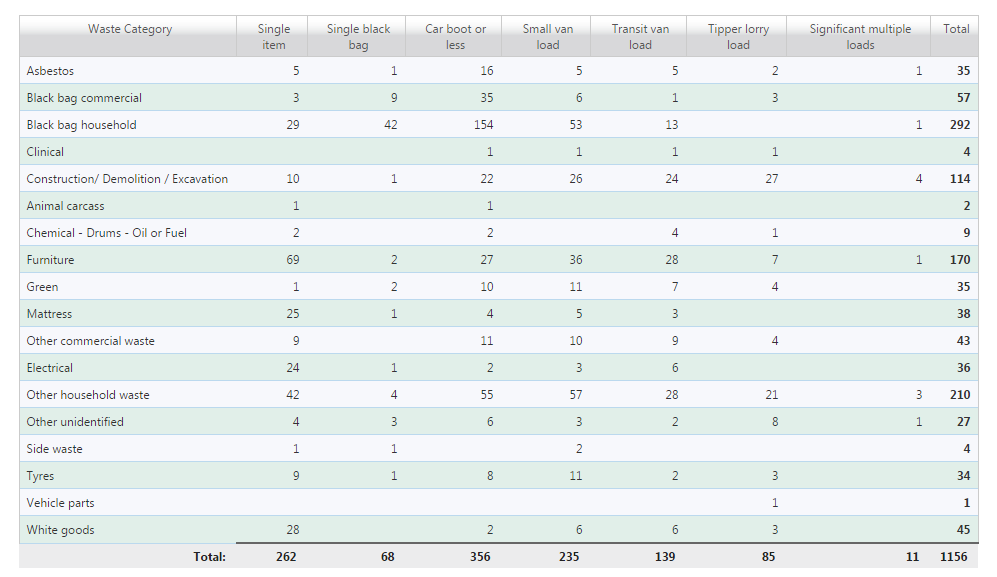 Waste Category Single item Single black bag Car boot or less Small van load Transit van load Tipper lorry load Significant multiple loads Total
Asbestos 5 1 16 5 5 2 1 35
Black bag commercial 3 9 35 6 1 3 57
Black bag household 29 42 154 53 13 1 292
Clinical 1 1 1 1 4
Construction/ Demolition / Excavation 10 1 22 26 24 27 4 114
Animal carcass 1 1 2
Chemical - Drums - Oil or Fuel 2 2 4 1 9
Furniture 69 2 27 36 28 7 1 170
Green 1 2 10 11 7 4 35
Mattress 25 1 4 5 3 38
Other commercial waste 9 11 10 9 4 43
Electrical 24 1 2 3 6 36
Other household waste 42 4 55 57 28 21 3 210
Other unidentified 4 3 6 3 2 8 1 27
Side waste 1 1 2 4
Tyres 9 1 8 11 2 3 34
Vehicle parts 1 1
White goods 28 2 6 6 3 45
Total: 262 68 356 235 139 85 11 1156